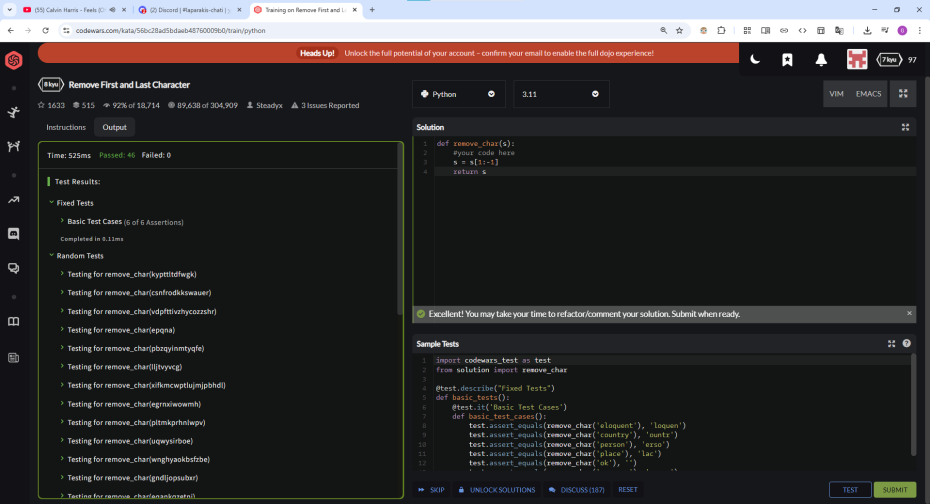 (55) Calvin Harris - Feels (O
(2) Discord | #laparakis-chati | y
Training on Remove First and La
codewars.com/kata/56bc28ad5bdaeb48760009b0/train/python
Heads Up! Unlock the full potential of your account – confirm your email to enable the full dojo experience!
7 kyu 97
8 kyu Remove First and Last Character
1633 515 92% of 18,714 89,638 of 304,909 Steadyx 3 Issues Reported
Python
3.11
VIM EMACS
Instructions Output
Time: 525ms Passed: 46 Failed: 0
Test Results:
Fixed Tests
Basic Test Cases (6 of 6 Assertions)
Completed in 0.11ms
Random Tests
Testing for remove_char(kypttltdfwgk)
Testing for remove_char(csnfrodkkswauer)
Testing for remove_char(vdpfttivzhycozzshr)
Testing for remove_char(epqna)
Testing for remove_char(pbzqyinmtyqfe)
Testing for remove_char(lljtvyvcg)
Testing for remove_char(xifkmcwptlujmjpbhdl)
Testing for remove_char(egrnxiwowmh)
Testing for remove_char(pltmkprhnlwpv)
Testing for remove_char(uqwysirboe)
Testing for remove_char(wnghyaokbsfzbe)
Testing for remove_char(gndljopsubxr)
Solution
1 def remove_char(s):
2 #your code here
3 s = s[1:-1]
4 return s
Excellent! You may take your time to refactor/comment your solution. Submit when ready.
Sample Tests
1 import codewars_test as test
2 from solution import remove_char
3
4 @test.describe("Fixed Tests")
5 def basic_tests():
6 @test.it('Basic Test Cases')
7 def basic_test_cases():
8 test.assert_equals(remove_char('eloquent'), 'loquen')
9 test.assert_equals(remove_char('country'), 'ountr')
10 test.assert_equals(remove_char('person'), 'erso')
11 test.assert_equals(remove_char('place'), 'lac')
12 test.assert_equals(remove_char('ok'), '')
SKIP UNLOCK SOLUTIONS DISCUSS (187) RESET TEST SUBMIT